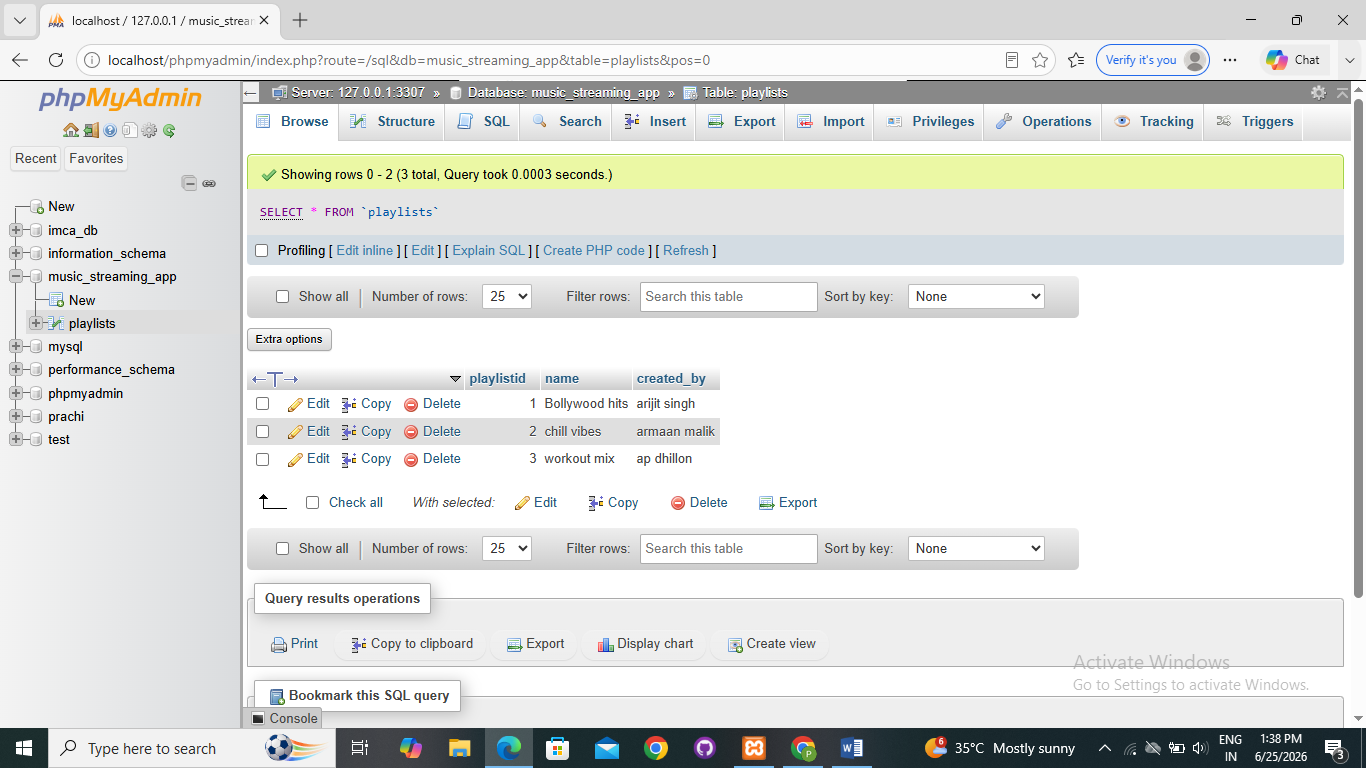 localhost / 127.0.0.1 / music_strear
localhost/phpmyadmin/index.php?route=/sql&db=music_streaming_app&table=playlists&pos=0
Verify it's you
Chat
phpMyAdmin
Recent
Favorites
New
imca_db
information_schema
music_streaming_app
New
playlists
mysql
performance_schema
phpmyadmin
prachi
test
Server: 127.0.0.1:3307 » Database: music_streaming_app » Table: playlists
Browse Structure SQL Search Insert Export Import Privileges Operations Tracking Triggers
Showing rows 0 - 2 (3 total, Query took 0.0003 seconds.)
SELECT * FROM `playlists`
Profiling [ Edit inline ] [ Edit ] [ Explain SQL ] [ Create PHP code ] [ Refresh ]
Show all Number of rows: 25 Filter rows: Search this table Sort by key: None
Extra options
playlistid name created_by
Edit Copy Delete 1 Bollywood hits arijit singh
Edit Copy Delete 2 chill vibes armaan malik
Edit Copy Delete 3 workout mix ap dhillon
Check all With selected: Edit Copy Delete Export
Show all Number of rows: 25 Filter rows: Search this table Sort by key: None
Query results operations
Print Copy to clipboard Export Display chart Create view
Bookmark this SQL query
Console
Activate Windows
Go to Settings to activate Windows.
Type here to search
6
35°C Mostly sunny
ENG
IN
1:38 PM
6/25/2026
3